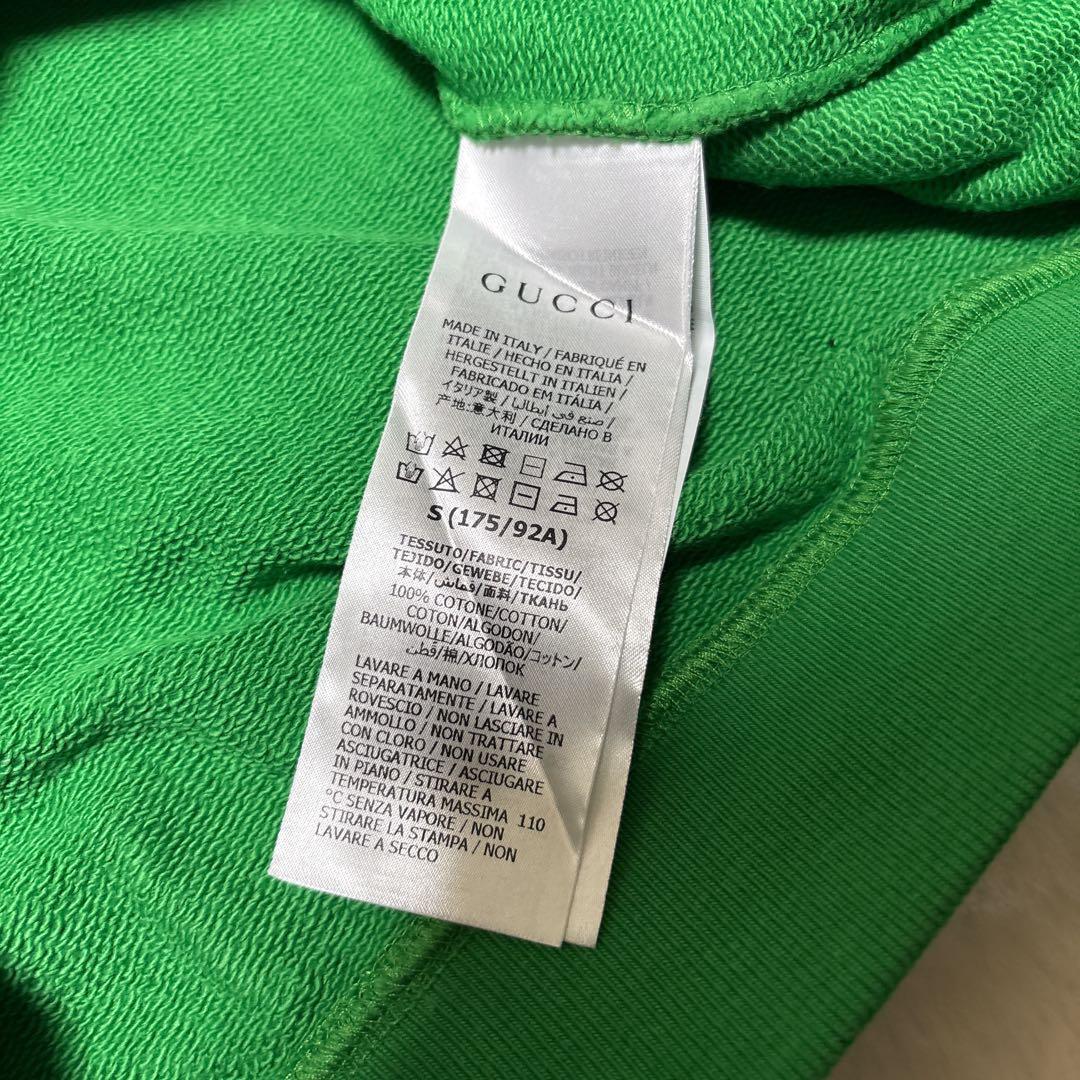 GUCCI
MADE IN ITALY / FABRIQUÉ EN
ITALIE / HECHO EN ITALIA /
HERGESTELLT IN ITALIEN /
FABRICADO EM ITÁLIA /
イタリア製 / صنع في إيطاليا /
产地:意大利 / СДЕЛАНО В
ИТАЛИИ
S (175/92A)
TESSUTO/FABRIC/TISSU/
TEJIDO/GEWEBE/TECIDO/
本体/قماش/面料/ТКАНЬ
100% COTONE/COTTON/
COTON/ALGODON/
BAUMWOLLE/ALGODÃO/コットン/
قطن/棉/ХЛОПОК
LAVARE A MANO / LAVARE
SEPARATAMENTE / LAVARE A
ROVESCIO / NON LASCIARE IN
AMMOLLO / NON TRATTARE
CON CLORO / NON USARE
ASCIUGATRICE / ASCIUGARE
IN PIANO / STIRARE A
TEMPERATURA MASSIMA 110
°C SENZA VAPORE / NON
STIRARE LA STAMPA / NON
LAVARE A SECCO